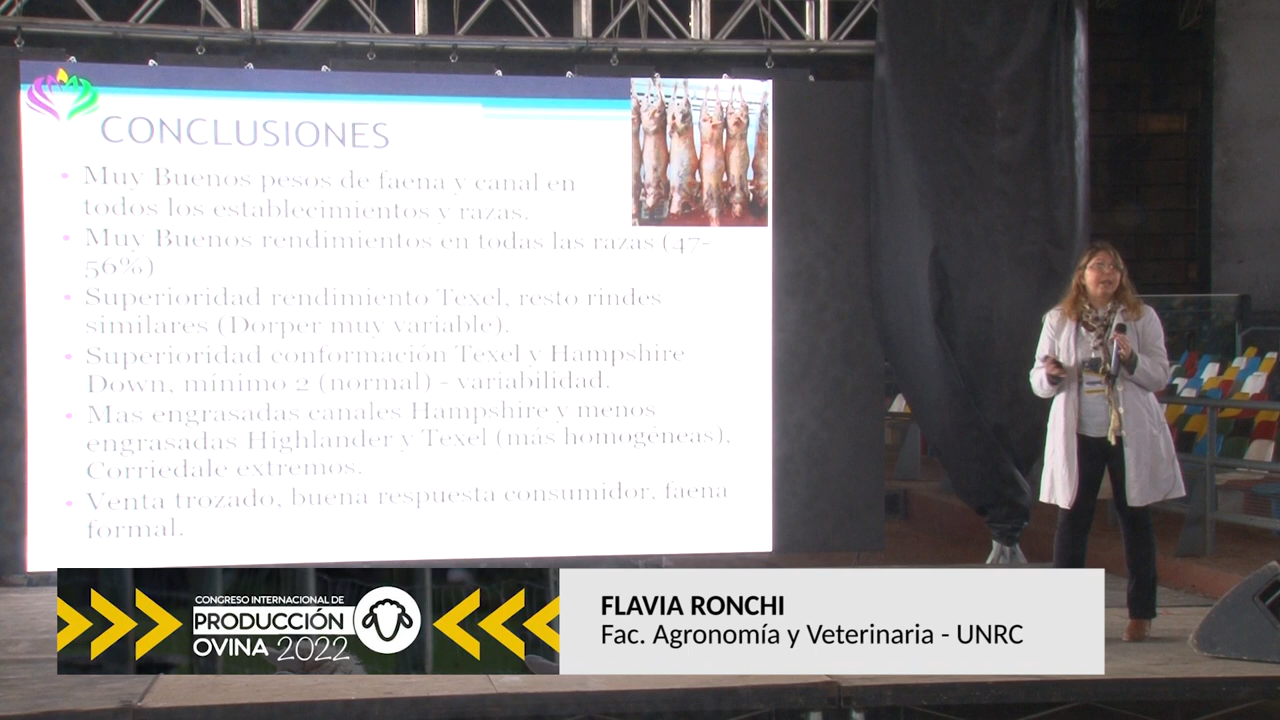 CONCLUSIONES
• Muy Buenos pesos de faena y canal en
todos los establecimientos y razas.
• Muy Buenos rendimientos en todas las razas (47-
56%)
• Superioridad rendimiento Texel, resto rindes
similares (Dorper muy variable).
• Superioridad conformación Texel y Hampshire
Down, mínimo 2 (normal) - variabilidad.
• Mas engrasadas canales Hampshire y menos
engrasadas Highlander y Texel (más homogéneas),
Corriedale extremos.
• Venta trozado, buena respuesta consumidor, faena
formal.
CONGRESO INTERNACIONAL DE
PRODUCCIÓN
OVINA 2022
FLAVIA RONCHI
Fac. Agronomía y Veterinaria - UNRC